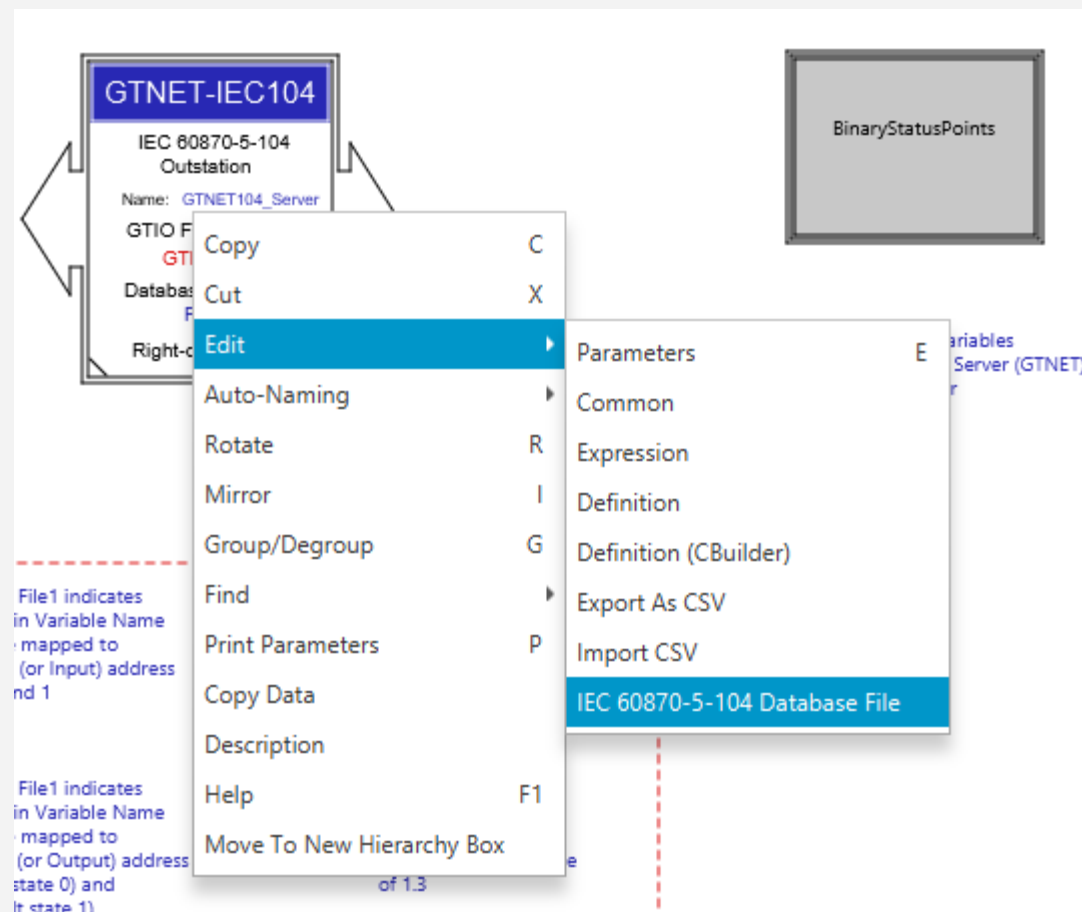 GTNET-IEC104
IEC 60870-5-104
Outstation
Name: GTNET104_Server
GTIO
Right-
BinaryStatusPoints
Server (GTNET)
Copy C
Cut X
Edit
Auto-Naming
Rotate R
Mirror I
Group/Degroup G
Find
Print Parameters P
Copy Data
Description
Help F1
Move To New Hierarchy Box
Parameters E
Common
Expression
Definition
Definition (CBuilder)
Export As CSV
Import CSV
IEC 60870-5-104 Database File
File1 indicates
in Variable Name
mapped to
(or Input) address
1
File1 indicates
in Variable Name
mapped to
(or Output) address
state 0) and
state 1)
of 1.3